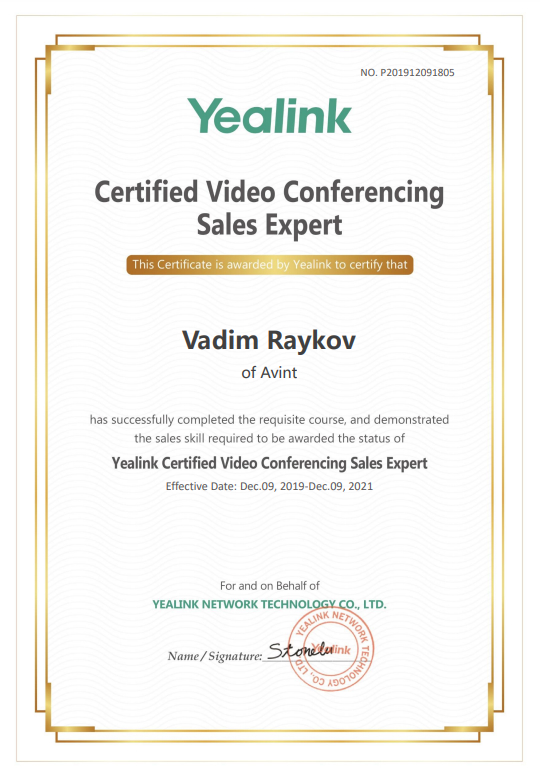 NO. P201912091805
Yealink
Certified Video Conferencing
Sales Expert
This Certificate is awarded by Yealink to certify that
Vadim Raykov
of Avint
has successfully completed the requisite course, and demonstrated
the sales skill required to be awarded the status of
Yealink Certified Video Conferencing Sales Expert
Effective Date: Dec.09, 2019-Dec.09, 2021
For and on Behalf of
YEALINK NETWORK TECHNOLOGY CO., LTD.
Name / Signature: Stonelu
YEALINK NETWORK TECHNOLOGY CO., LTD.
Yealink